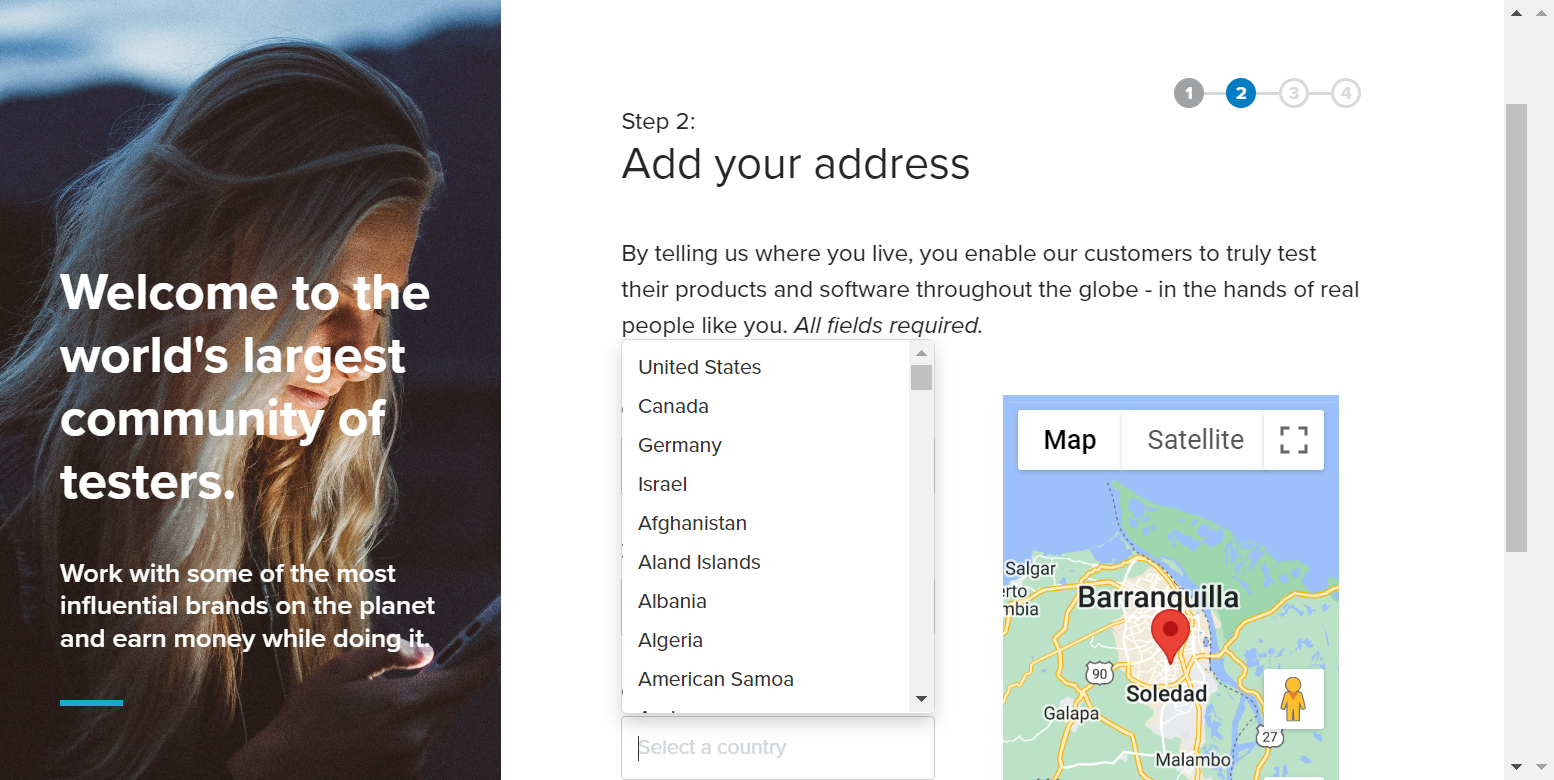 Welcome to the
world's largest
community of
testers.
Work with some of the most
influential brands on the planet
and earn money while doing it.
1
2
3
4
Step 2:
Add your address
By telling us where you live, you enable our customers to truly test
their products and software throughout the globe - in the hands of real
people like you. All fields required.
United States
Canada
Germany
Israel
Afghanistan
Aland Islands
Albania
Algeria
American Samoa
Select a country
Map
Satellite
Salgar
erto
mbia
Barranquilla
90
Soledad
Galapa
27
Malambo